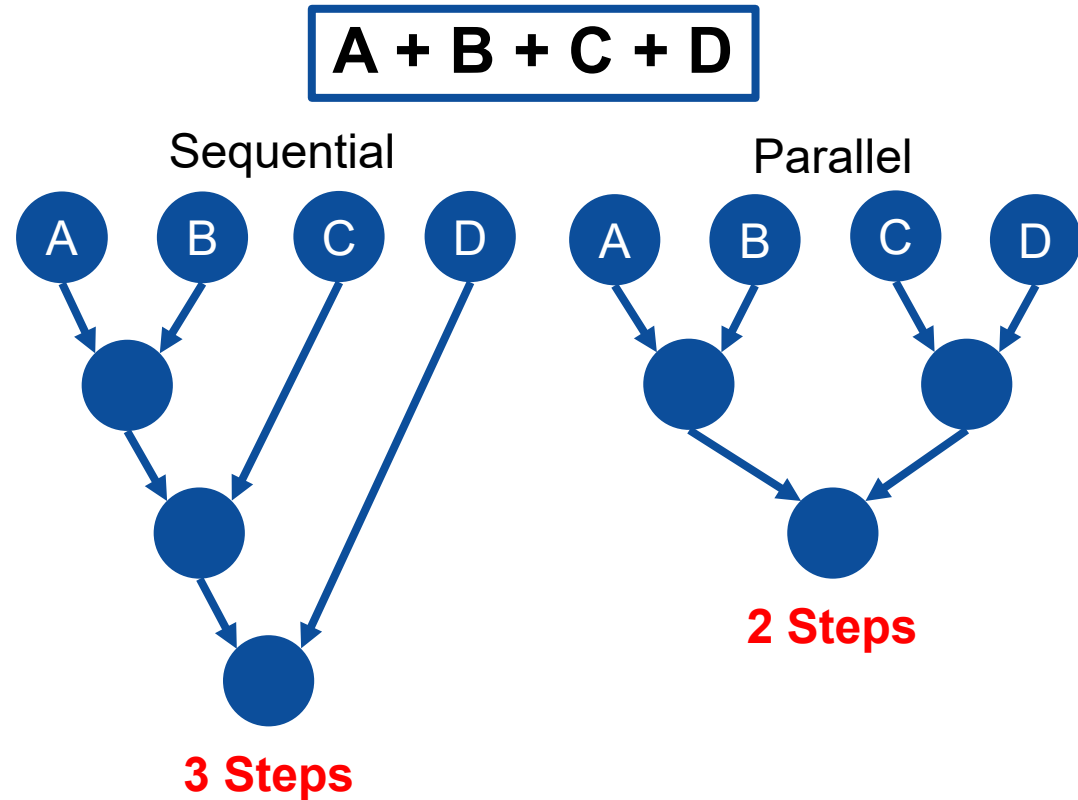 A + B + C + D
Sequential
A B C D
3 Steps
Parallel
A B C D
2 Steps